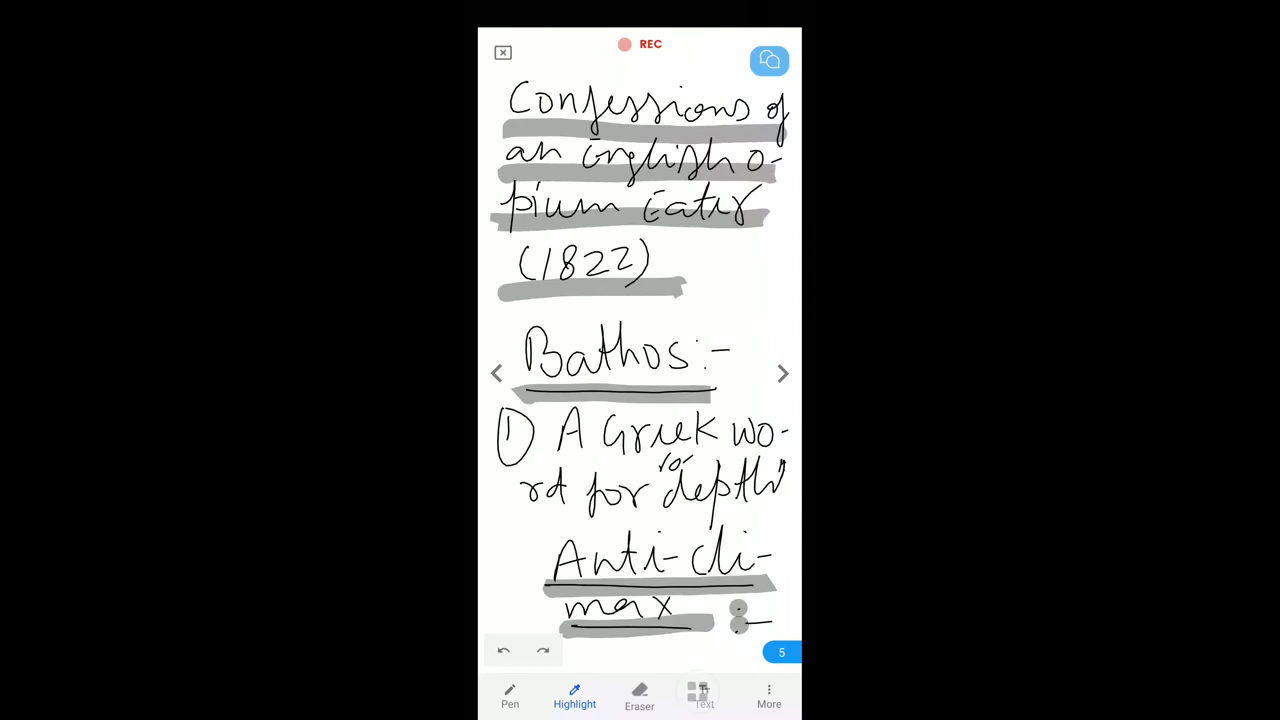 REC
Confessions of
an English o-
pium Eater
(1822)
Bathos:-
① A Greek wo-
rd for "depth"
Anti-cli-
max :-
5
Pen Highlight Eraser Text More